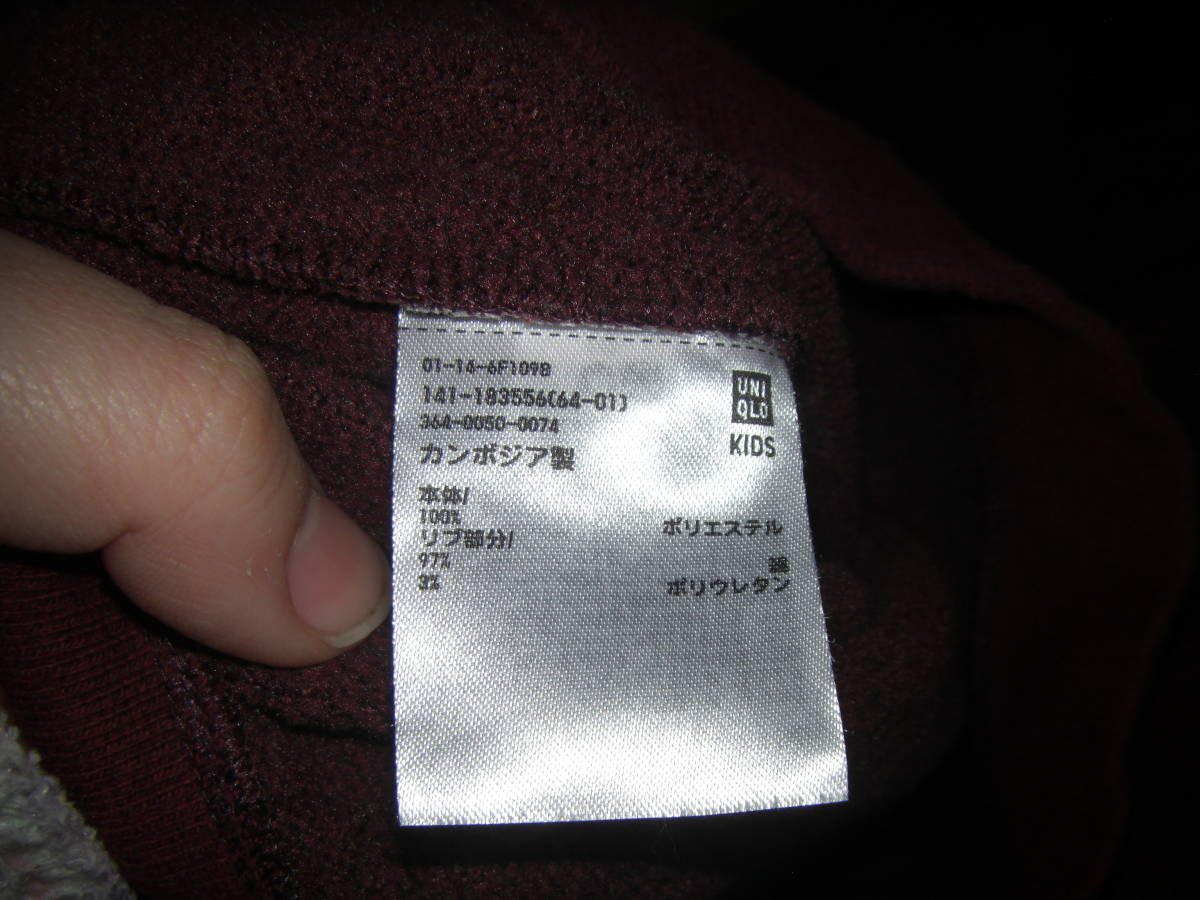 01-14-6F109B
141-183556(64-01)
364-0050-0074
カンボジア製
UNI
QLO
KIDS
本体/
100% ポリエステル
リブ部分/
97% 綿
3% ポリウレタン